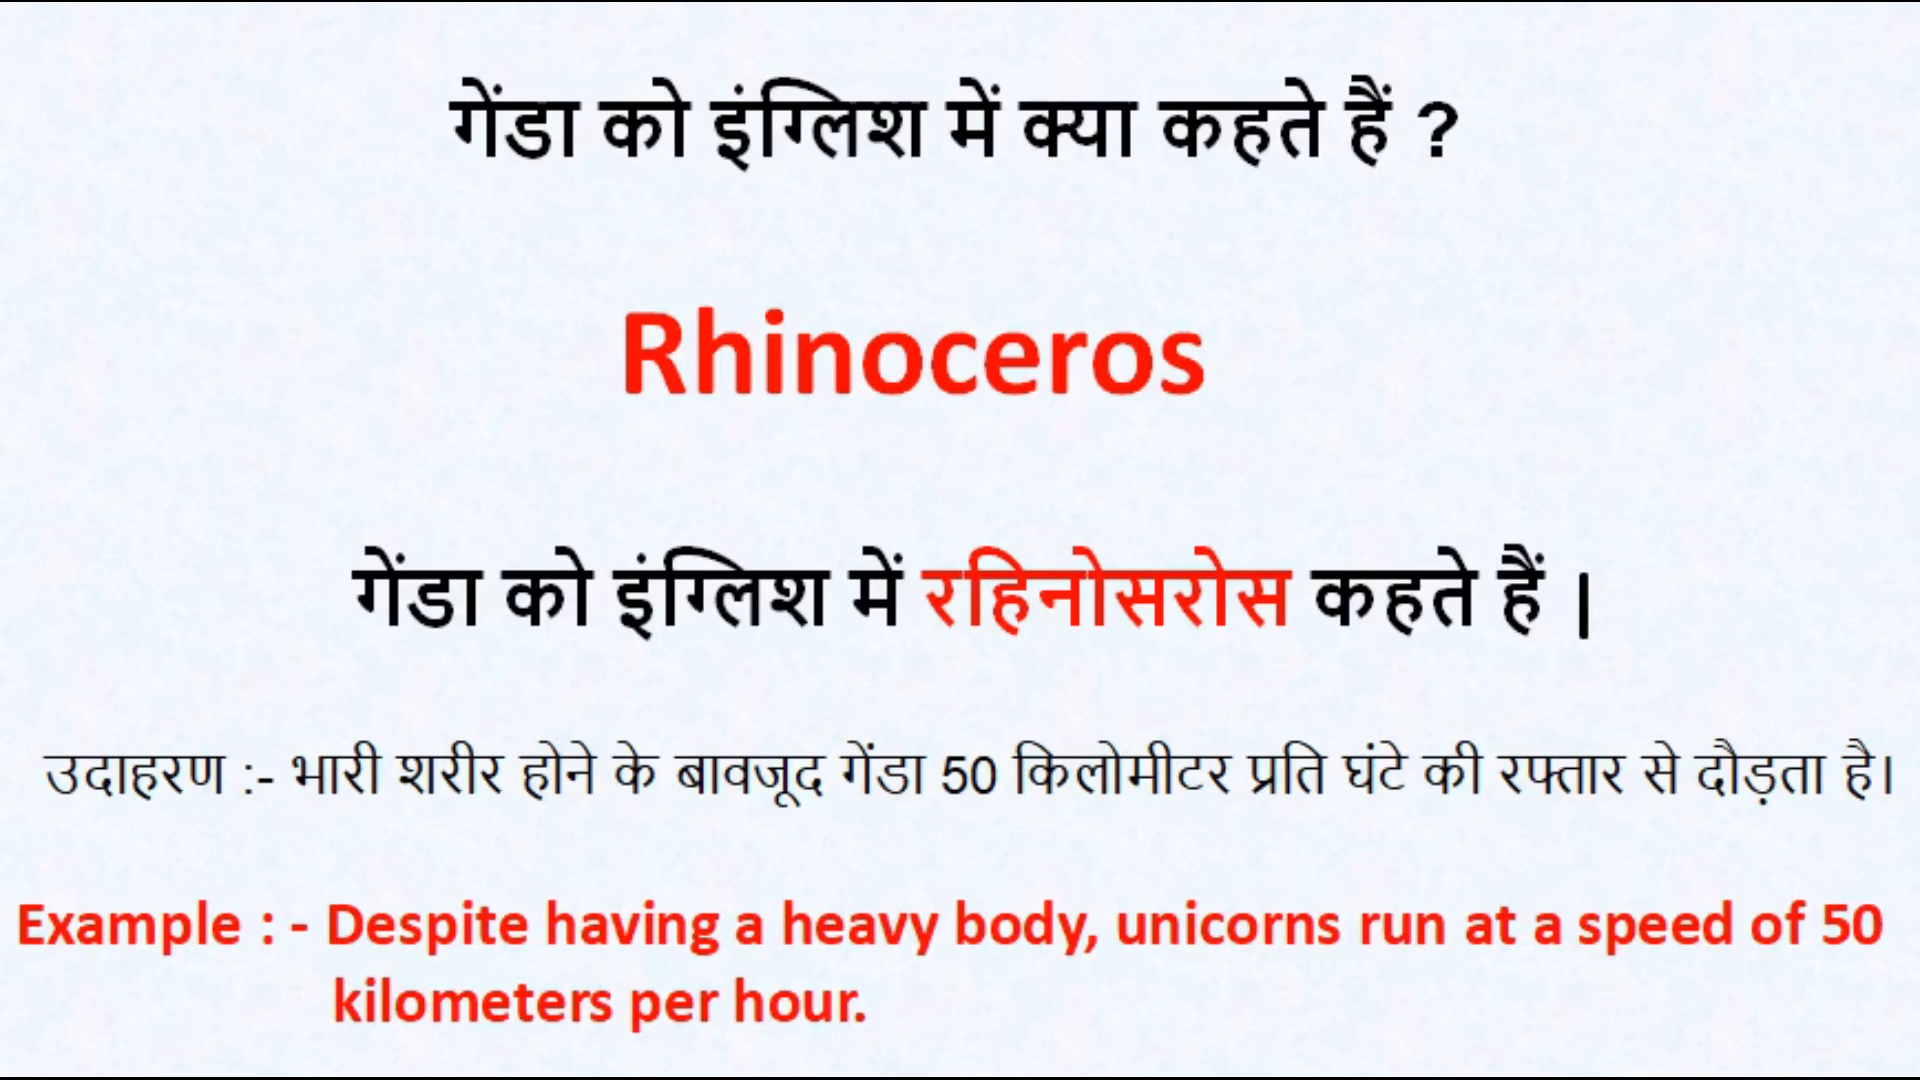 गेंडा को इंग्लिश में क्या कहते हैं ?
Rhinoceros
गेंडा को इंग्लिश में रहिनोसरोस कहते हैं |
उदाहरण :- भारी शरीर होने के बावजूद गेंडा 50 किलोमीटर प्रति घंटे की रफ्तार से दौड़ता है।
Example : - Despite having a heavy body, unicorns run at a speed of 50
kilometers per hour.